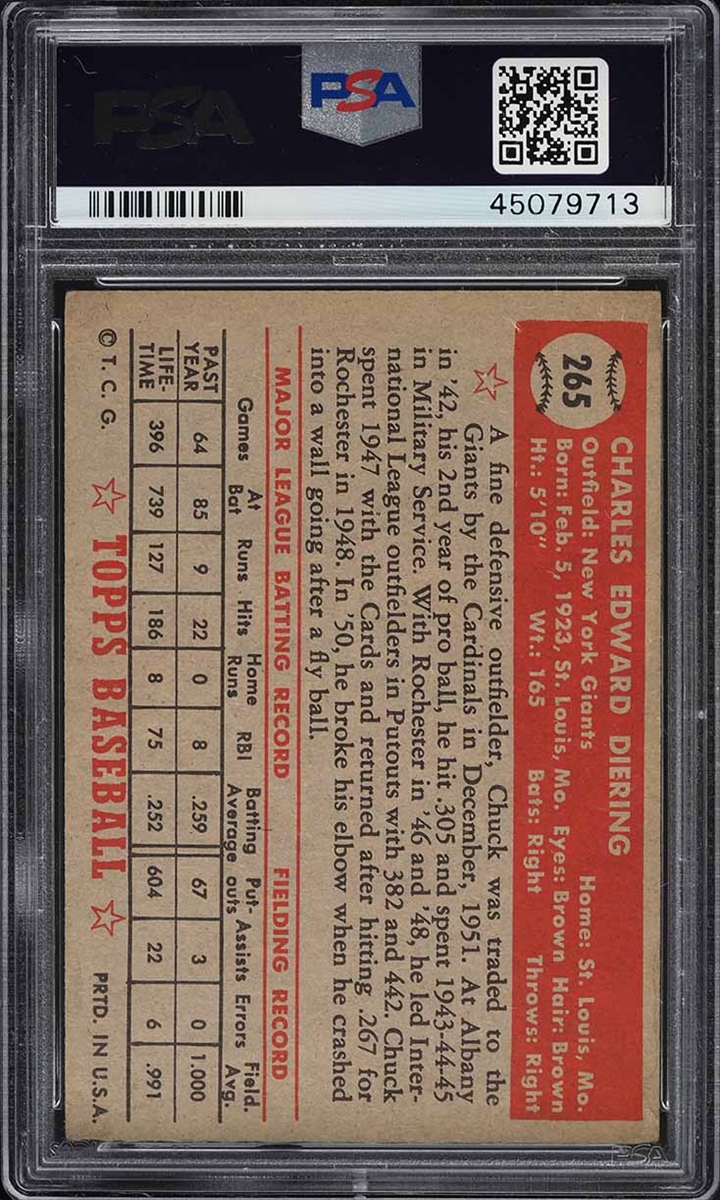 PSA
PSA
45079713
265
CHARLES EDWARD DIERING
Outfield: New York Giants Home: St. Louis, Mo.
Born: Feb. 5, 1923, St. Louis, Mo. Eyes: Brown Hair: Brown
Ht.: 5'10" Wt.: 165 Bats: Right Throws: Right
A fine defensive outfielder, Chuck was traded to the
Giants by the Cardinals in December, 1951. At Albany
in '42, his 2nd year of pro ball, he hit .305 and spent 1943-44-45
in Military Service. With Rochester in '46 and '48, he led Inter-
national League outfielders in Putouts with 382 and 442. Chuck
spent 1947 with the Cards and returned after hitting .267 for
Rochester in 1948. In '50, he broke his elbow when he crashed
into a wall going after a fly ball.
MAJOR LEAGUE BATTING RECORD FIELDING RECORD
Games At Bat Runs Hits Home Runs RBI Batting Average Put-outs Assists Errors Field. Avg.
PAST YEAR 64 85 9 22 0 8 .259 67 3 0 1.000
LIFE-TIME 396 739 127 186 8 75 .252 604 22 6 .991
© T. C. G. TOPPS BASEBALL PRTD. IN U.S.A.
PSA